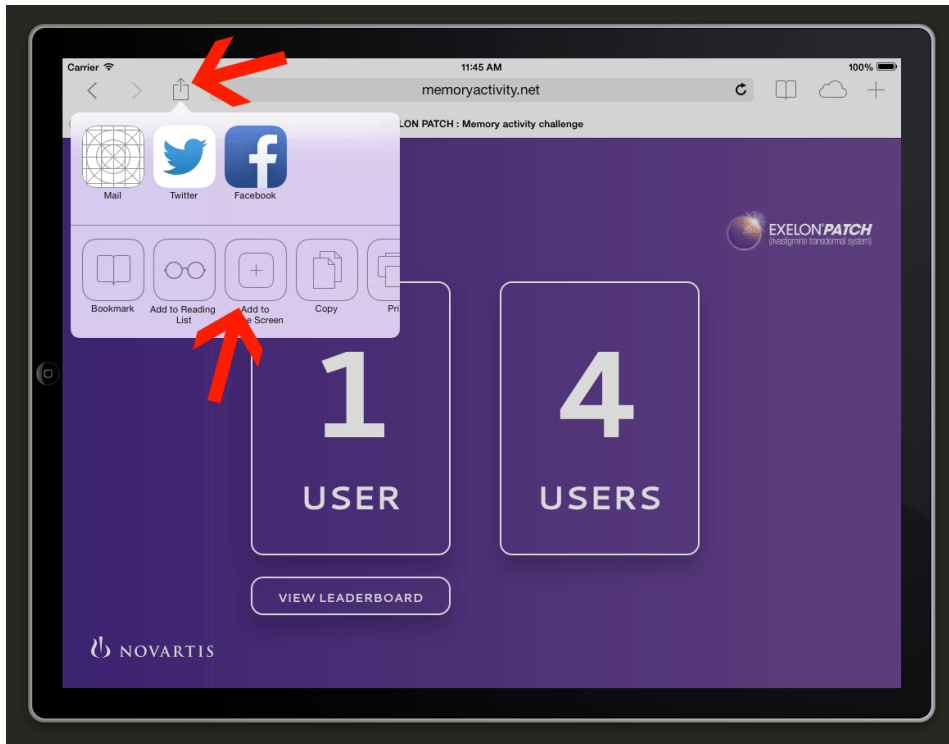 Carrier
11:45 AM
100%
memoryactivity.net
LON PATCH : Memory activity challenge
Mail
Twitter
Facebook
EXELON PATCH
(rivastigmine transdermal system)
Bookmark
Add to Reading
List
Add to
e Screen
Copy
Pri
1
USER
4
USERS
VIEW LEADERBOARD
NOVARTIS